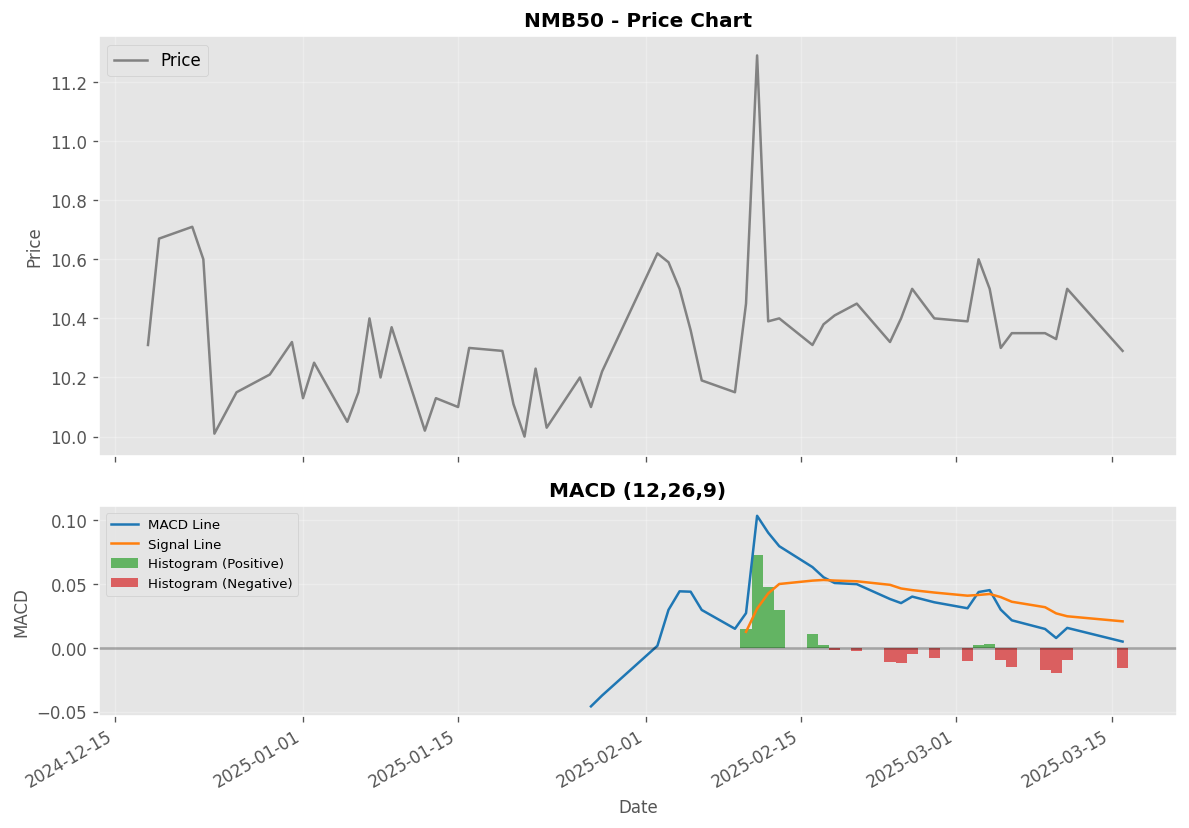 NMB50 - Price Chart
Price
11.2
11.0
10.8
10.6
10.4
10.2
10.0
Price
MACD (12,26,9)
MACD Line
Signal Line
Histogram (Positive)
Histogram (Negative)
0.10
0.05
0.00
−0.05
MACD
2024-12-15
2025-01-01
2025-01-15
2025-02-01
2025-02-15
2025-03-01
2025-03-15
Date